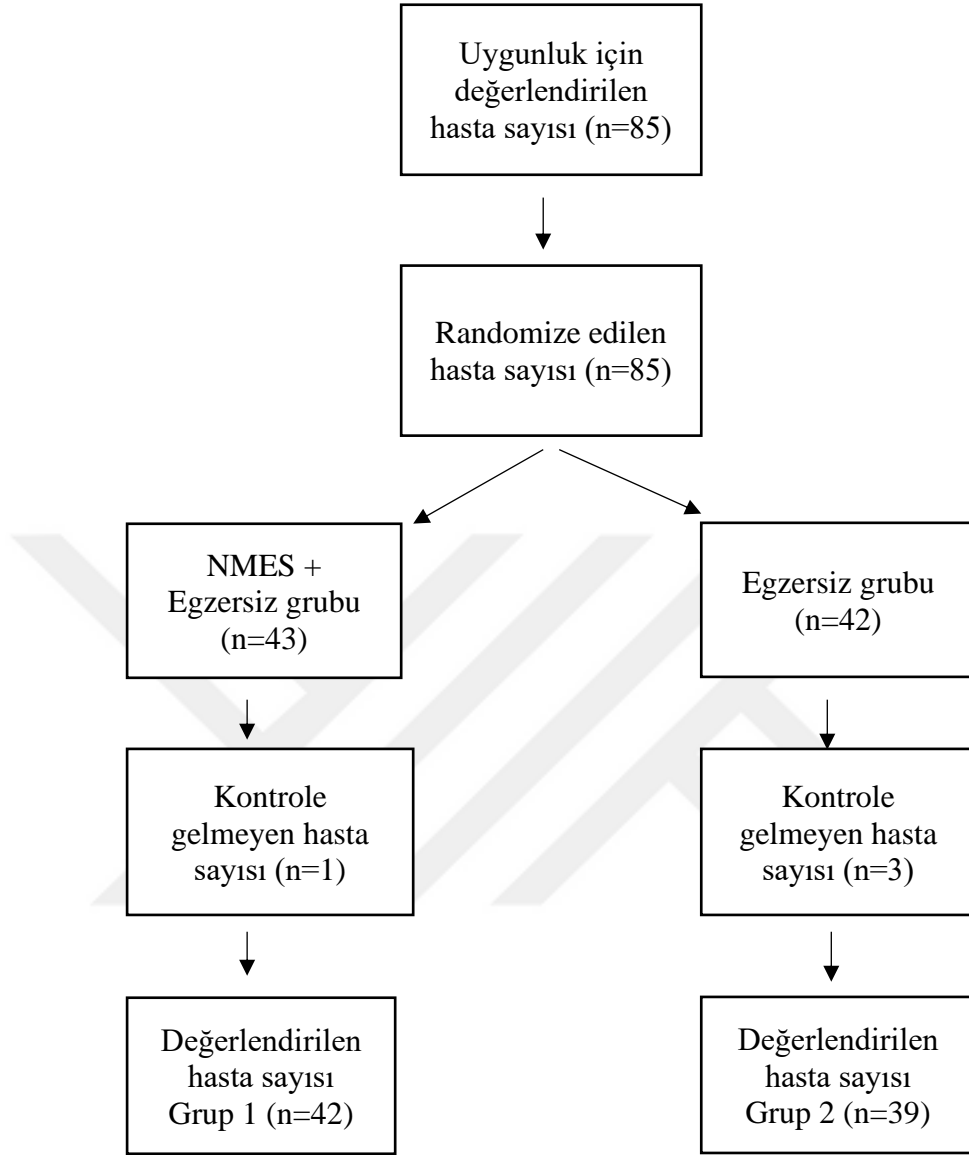 Uygunluk için
değerlendirilen
hasta sayısı (n=85)
Randomize edilen
hasta sayısı (n=85)
NMES +
Egzersiz grubu
(n=43)
Egzersiz grubu
(n=42)
Kontrole
gelmeyen hasta
sayısı (n=1)
Kontrole
gelmeyen hasta
sayısı (n=3)
Değerlendirilen
hasta sayısı
Grup 1 (n=42)
Değerlendirilen
hasta sayısı
Grup 2 (n=39)